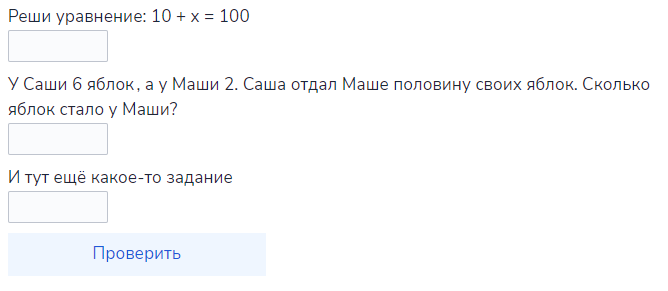 Реши уравнение: 10 + x = 100
У Саши 6 яблок, а у Маши 2. Саша отдал Маше половину своих яблок. Сколько
яблок стало у Маши?
И тут ещё какое-то задание
Проверить